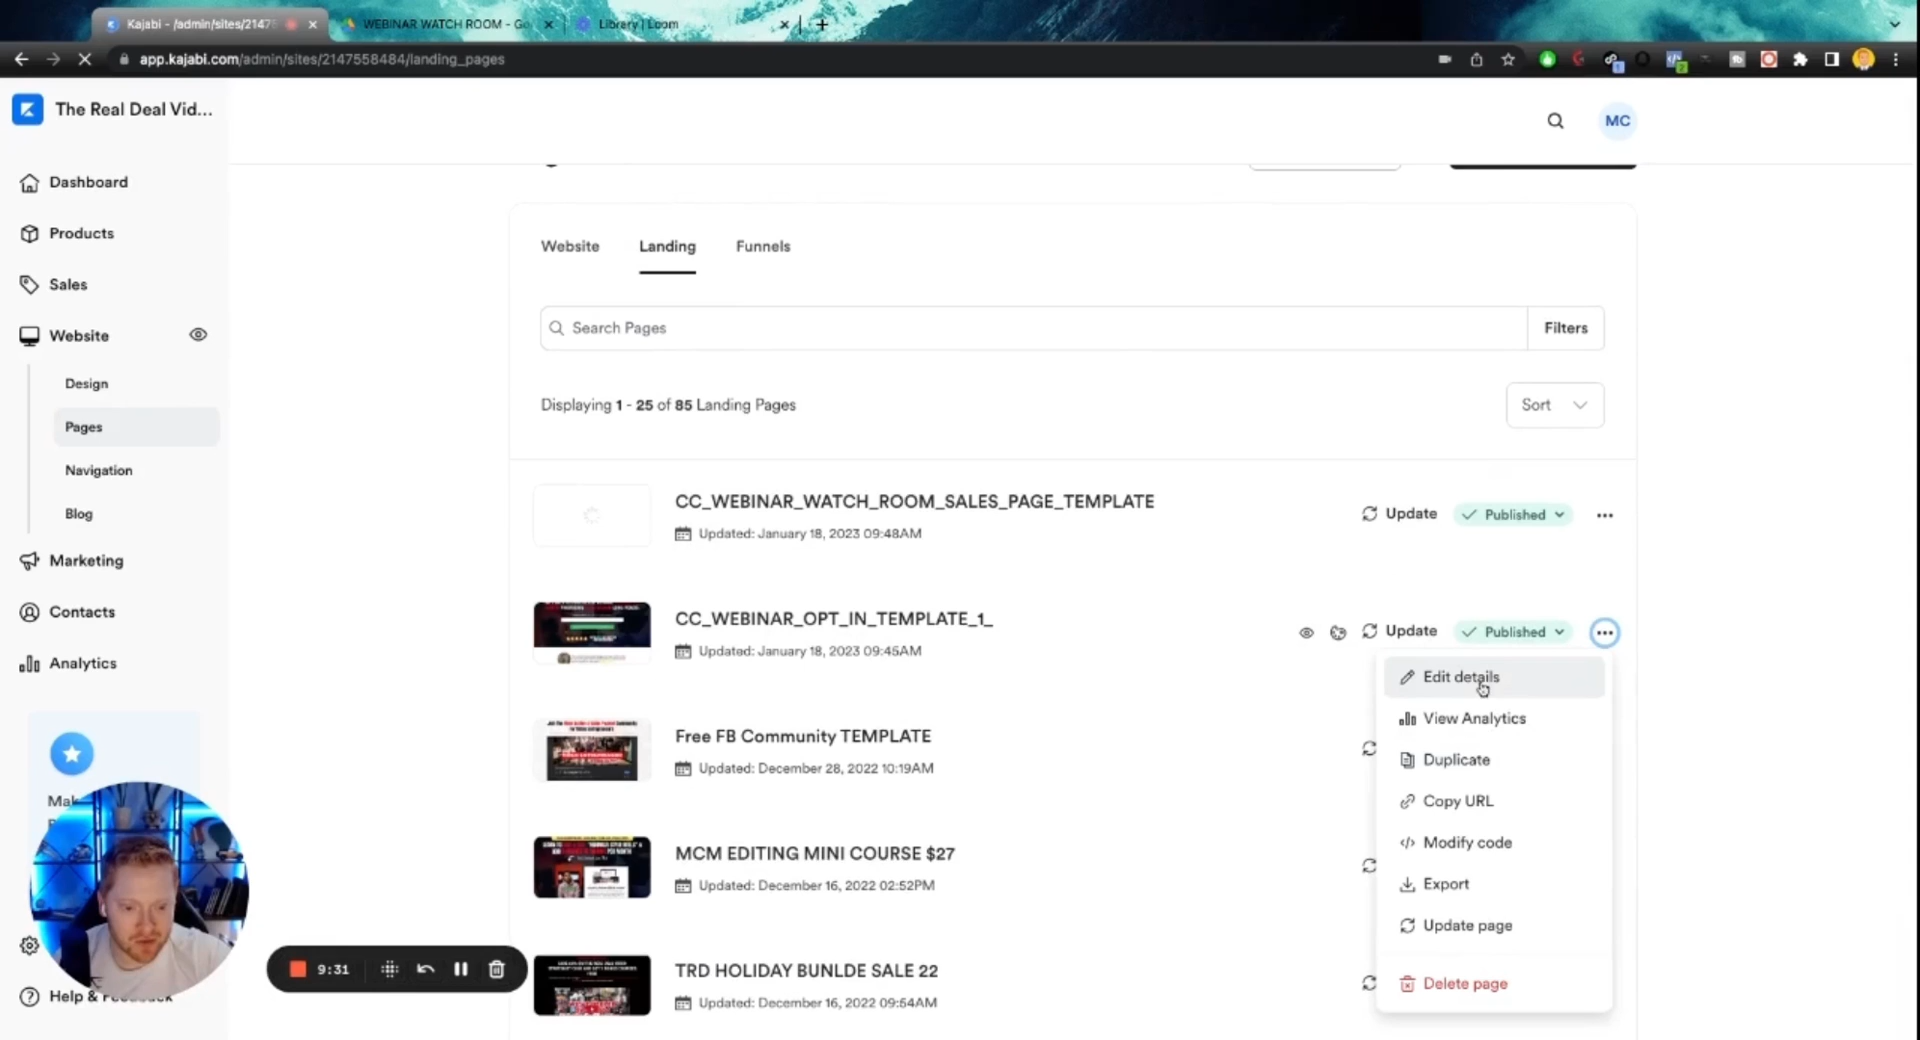 Kajabi - /admin/sites/2147
WEBINAR WATCH ROOM - Go
Library | Loom
app.kajabi.com/admin/sites/2147558484/landing_pages
The Real Deal Vid...
MC
Dashboard
Products
Sales
Website
Design
Pages
Navigation
Blog
Marketing
Contacts
Analytics
Mak
Help &
9:31
Website
Landing
Funnels
Search Pages
Filters
Displaying 1 - 25 of 85 Landing Pages
Sort
CC_WEBINAR_WATCH_ROOM_SALES_PAGE_TEMPLATE
Updated: January 18, 2023 09:48AM
Update
Published
CC_WEBINAR_OPT_IN_TEMPLATE_1_
Updated: January 18, 2023 09:45AM
Update
Published
Free FB Community TEMPLATE
Updated: December 28, 2022 10:19AM
MCM EDITING MINI COURSE $27
Updated: December 16, 2022 02:52PM
TRD HOLIDAY BUNLDE SALE 22
Updated: December 16, 2022 09:54AM
Edit details
View Analytics
Duplicate
Copy URL
Modify code
Export
Update page
Delete page